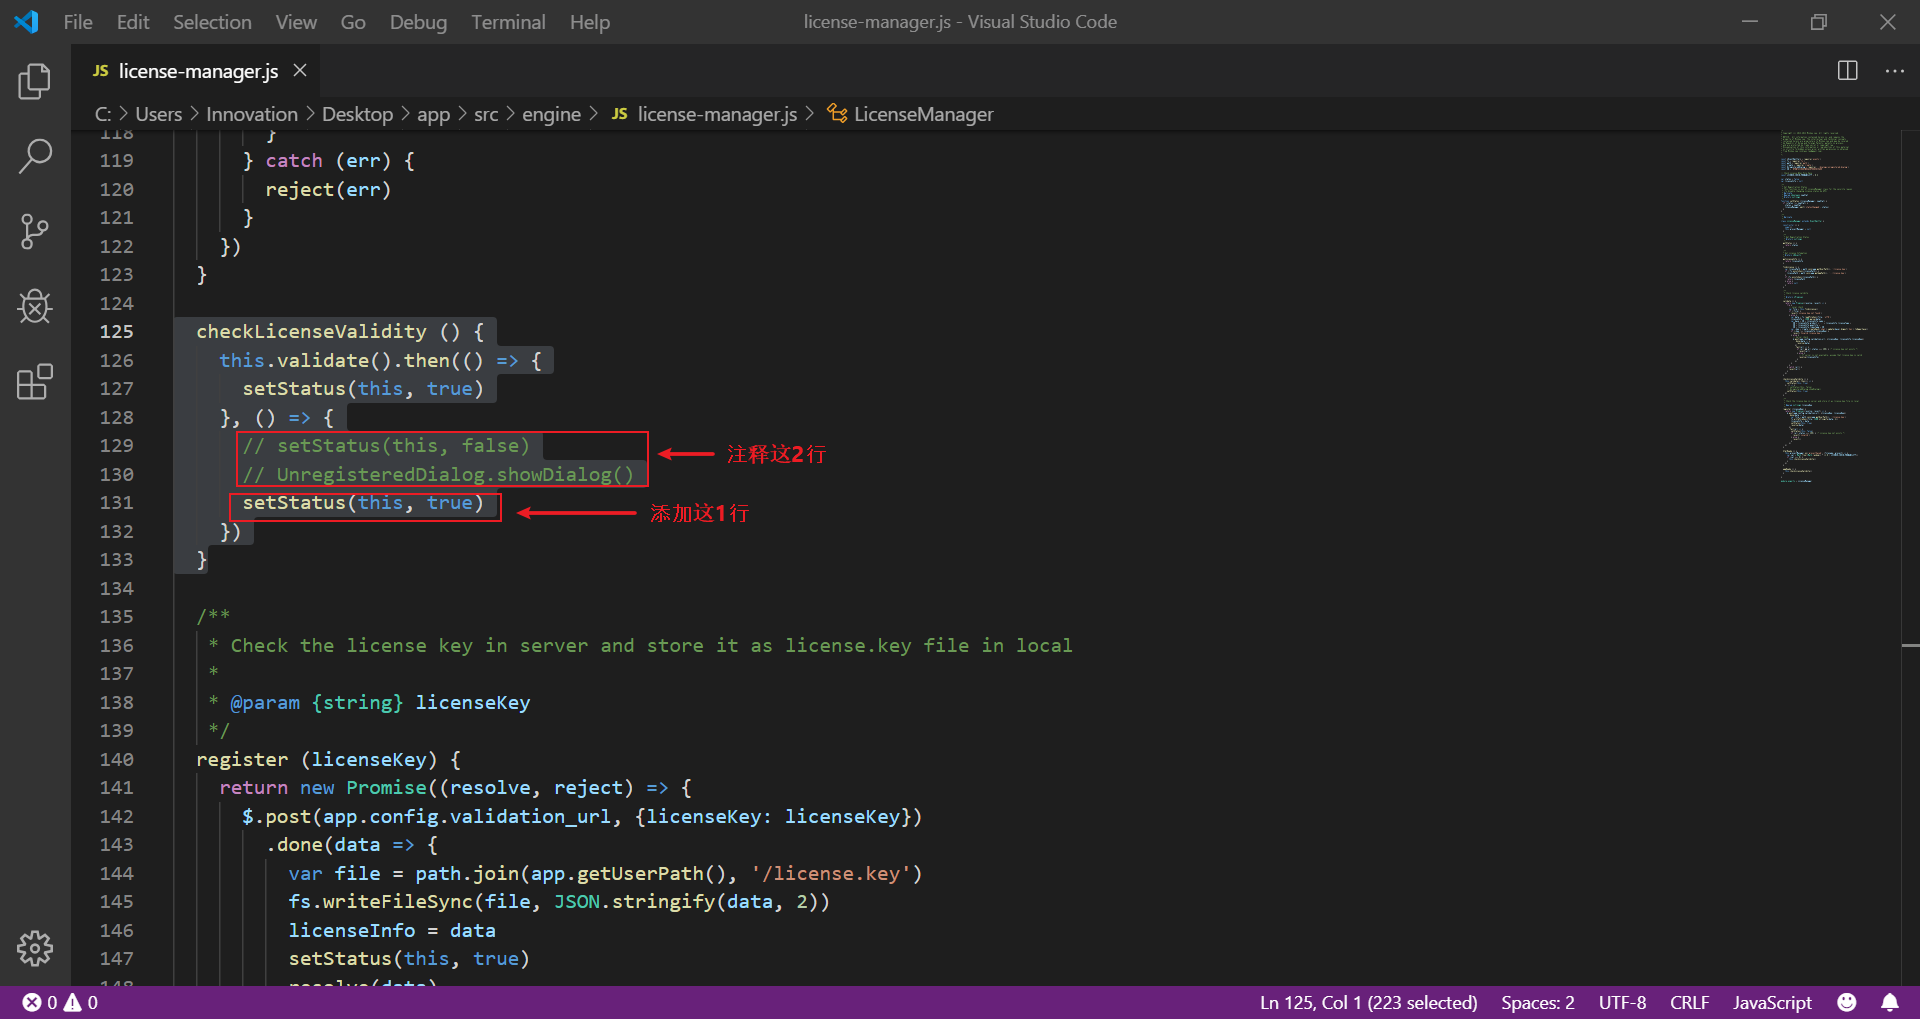 File Edit Selection View Go Debug Terminal Help license-manager.js - Visual Studio Code
JS license-manager.js
C: > Users > Innovation > Desktop > app > src > engine > JS license-manager.js > LicenseManager
118 }
119 } catch (err) {
120 reject(err)
121 }
122 })
123 }
124
125 checkLicenseValidity () {
126 this.validate().then(() => {
127 setStatus(this, true)
128 }, () => {
129 // setStatus(this, false)
注释这2行
130 // UnregisteredDialog.showDialog()
131 setStatus(this, true)
添加这1行
132 })
133 }
134
135 /**
136 * Check the license key in server and store it as license.key file in local
137 *
138 * @param {string} licenseKey
139 */
140 register (licenseKey) {
141 return new Promise((resolve, reject) => {
142 $.post(app.config.validation_url, {licenseKey: licenseKey})
143 .done(data => {
144 var file = path.join(app.getUserPath(), '/license.key')
145 fs.writeFileSync(file, JSON.stringify(data, 2))
146 licenseInfo = data
147 setStatus(this, true)
148 resolve(data)
0 0 Ln 125, Col 1 (223 selected) Spaces: 2 UTF-8 CRLF JavaScript